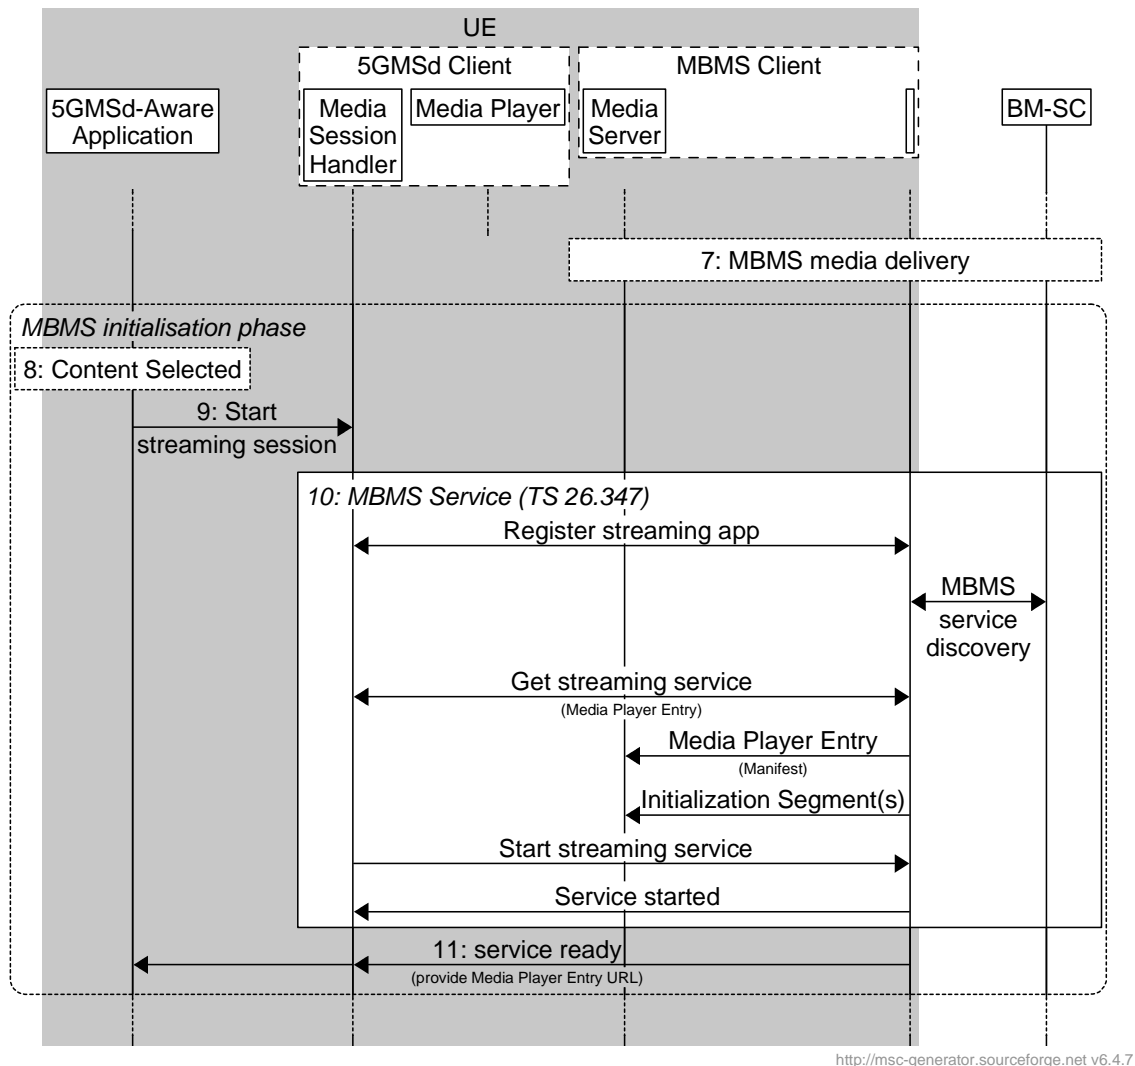 UE
5GMSd Client
MBMS Client
5GMSd-Aware
Application
Media
Session
Handler
Media Player
Media
Server
BM-SC
7: MBMS media delivery
MBMS initialisation phase
8: Content Selected
9: Start
streaming session
10: MBMS Service (TS 26.347)
Register streaming app
MBMS
service
discovery
Get streaming service
(Media Player Entry)
Media Player Entry
(Manifest)
Initialization Segment(s)
Start streaming service
Service started
11: service ready
(provide Media Player Entry URL)
http://msc-generator.sourceforge.net v6.4.7